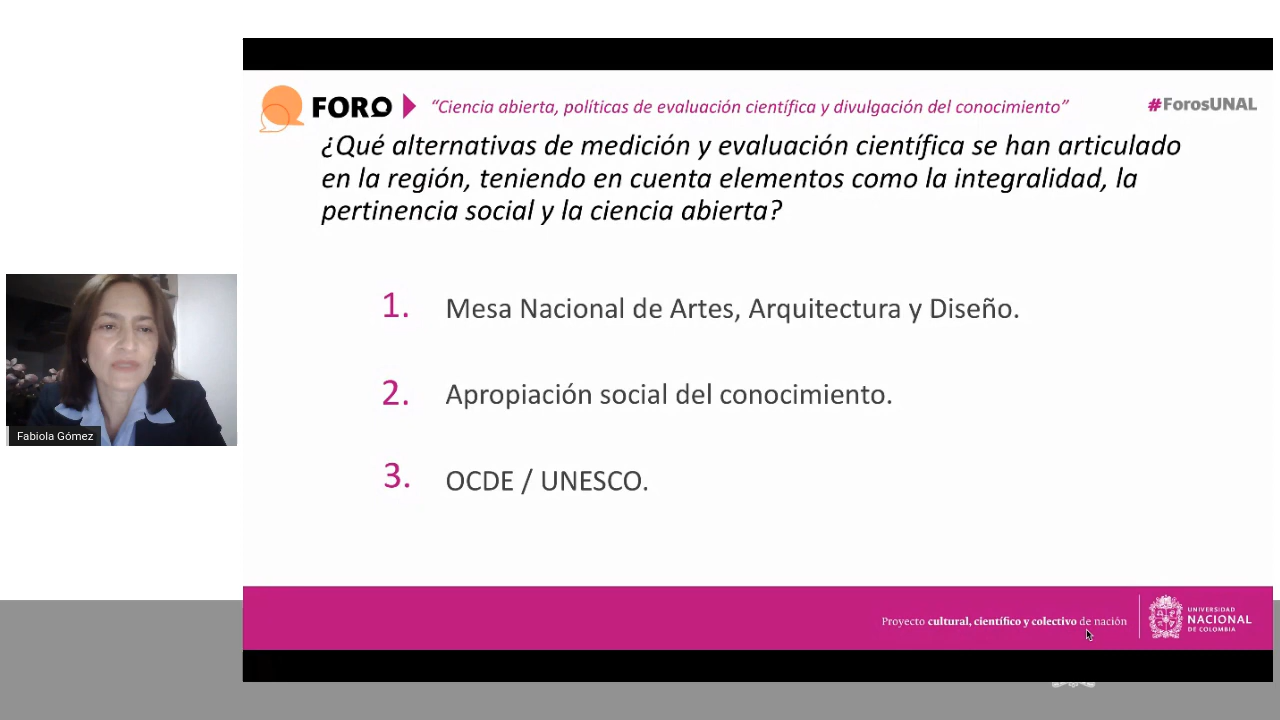 FORO
“Ciencia abierta, políticas de evaluación científica y divulgación del conocimiento”
#ForosUNAL
¿Qué alternativas de medición y evaluación científica se han articulado
en la región, teniendo en cuenta elementos como la integralidad, la
pertinencia social y la ciencia abierta?
1. Mesa Nacional de Artes, Arquitectura y Diseño.
2. Apropiación social del conocimiento.
3. OCDE / UNESCO.
Fabiola Gómez
Proyecto cultural, científico y colectivo de nación
UNIVERSIDAD
NACIONAL
DE COLOMBIA